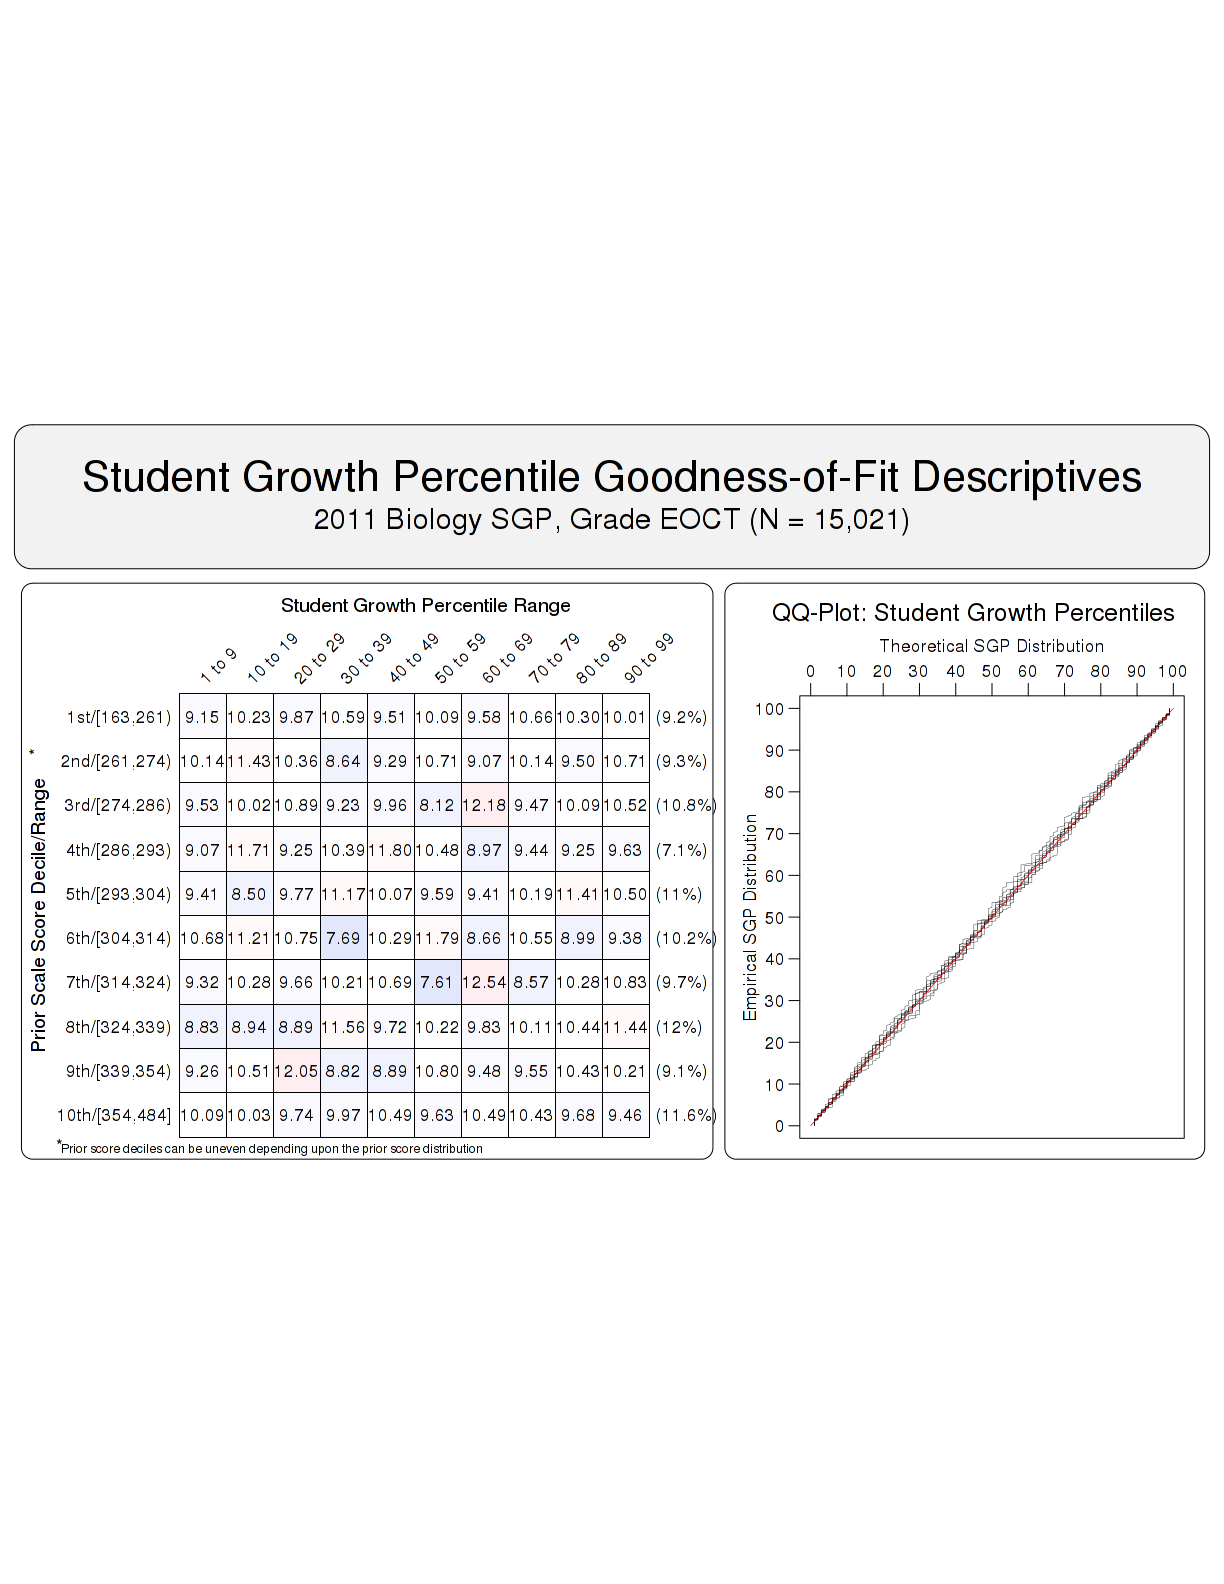 Student Growth Percentile Goodness-of-Fit Descriptives
2011 Biology SGP, Grade EOCT (N = 15,021)
Student Growth Percentile Range
1 to 9 10 to 19 20 to 29 30 to 39 40 to 49 50 to 59 60 to 69 70 to 79 80 to 89 90 to 99
Prior Scale Score Decile/Range *
1st/[163,261) 9.15 10.23 9.87 10.59 9.51 10.09 9.58 10.66 10.30 10.01 (9.2%)
2nd/[261,274) 10.14 11.43 10.36 8.64 9.29 10.71 9.07 10.14 9.50 10.71 (9.3%)
3rd/[274,286) 9.53 10.02 10.89 9.23 9.96 8.12 12.18 9.47 10.09 10.52 (10.8%)
4th/[286,293) 9.07 11.71 9.25 10.39 11.80 10.48 8.97 9.44 9.25 9.63 (7.1%)
5th/[293,304) 9.41 8.50 9.77 11.17 10.07 9.59 9.41 10.19 11.41 10.50 (11%)
6th/[304,314) 10.68 11.21 10.75 7.69 10.29 11.79 8.66 10.55 8.99 9.38 (10.2%)
7th/[314,324) 9.32 10.28 9.66 10.21 10.69 7.61 12.54 8.57 10.28 10.83 (9.7%)
8th/[324,339) 8.83 8.94 8.89 11.56 9.72 10.22 9.83 10.11 10.44 11.44 (12%)
9th/[339,354) 9.26 10.51 12.05 8.82 8.89 10.80 9.48 9.55 10.43 10.21 (9.1%)
10th/[354,484] 10.09 10.03 9.74 9.97 10.49 9.63 10.49 10.43 9.68 9.46 (11.6%)
*Prior score deciles can be uneven depending upon the prior score distribution
QQ-Plot: Student Growth Percentiles
Theoretical SGP Distribution
0 10 20 30 40 50 60 70 80 90 100
Empirical SGP Distribution
100
90
80
70
60
50
40
30
20
10
0